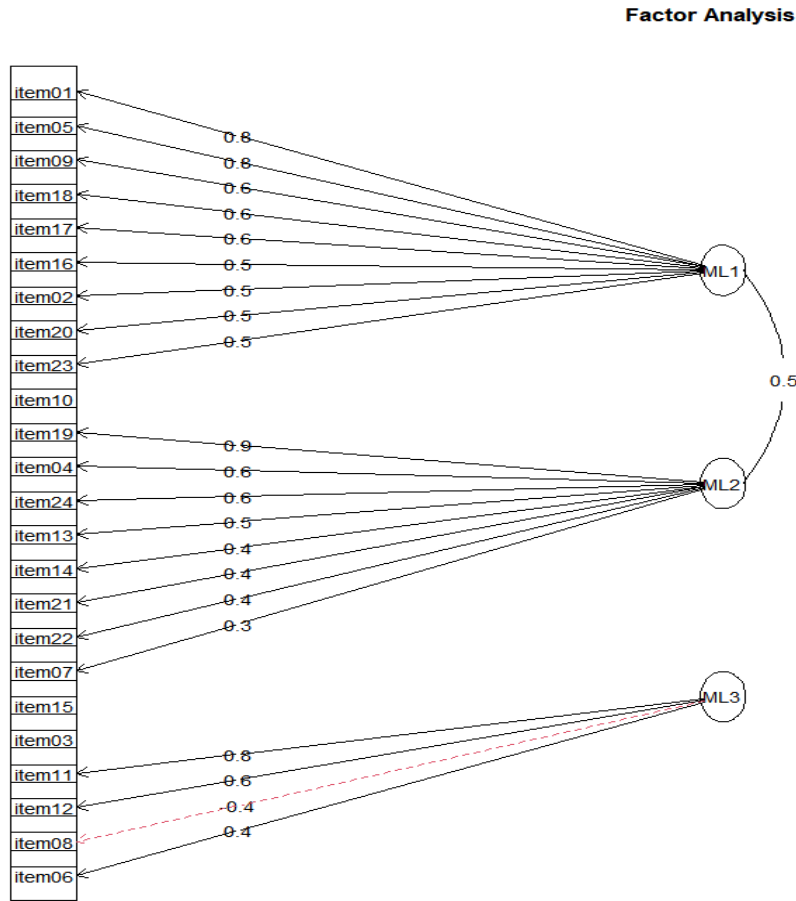 Factor Analysis
item01
item05
item09
item18
item17
item16
item02
item20
item23
item10
item19
item04
item24
item13
item14
item21
item22
item07
item15
item03
item11
item12
item08
item06
0.8
0.8
0.6
0.6
0.6
0.5
0.5
0.5
0.5
0.9
0.6
0.6
0.5
0.4
0.4
0.4
0.3
0.8
0.6
-0.4
0.4
ML1
ML2
ML3
0.5